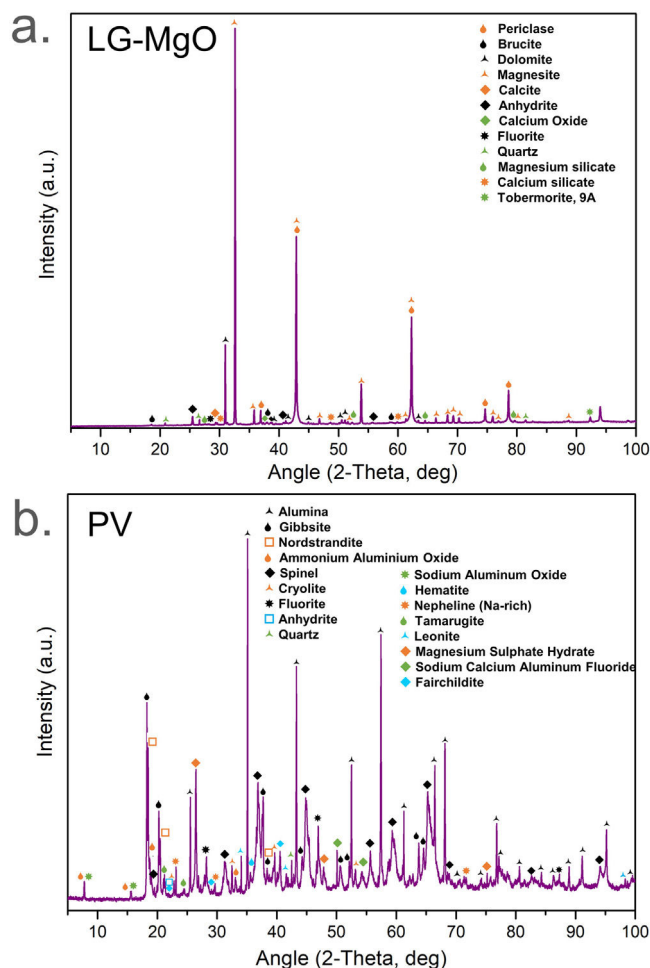 a.
LG-MgO
Periclase
Brucite
Dolomite
Magnesite
Calcite
Anhydrite
Calcium Oxide
Fluorite
Quartz
Magnesium silicate
Calcium silicate
Tobermorite, 9A
Intensity (a.u.)
10 20 30 40 50 60 70 80 90 100
Angle (2-Theta, deg)
b.
PV
Alumina
Gibbsite
Nordstrandite
Ammonium Aluminium Oxide
Spinel
Cryolite
Fluorite
Anhydrite
Quartz
Sodium Aluminum Oxide
Hematite
Nepheline (Na-rich)
Tamarugite
Leonite
Magnesium Sulphate Hydrate
Sodium Calcium Aluminum Fluoride
Fairchildite
Intensity (a.u.)
10 20 30 40 50 60 70 80 90 100
Angle (2-Theta, deg)